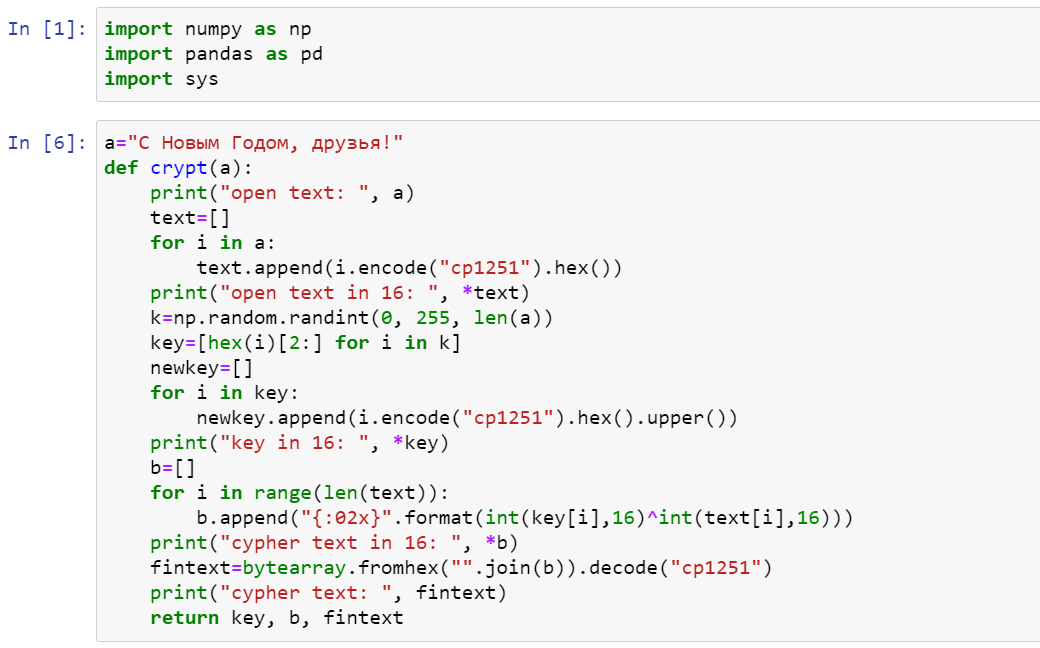 In [1]: import numpy as np
import pandas as pd
import sys
In [6]: a="С Новым Годом, друзья!"
def crypt(a):
    print("open text: ", a)
    text=[]
    for i in a:
        text.append(i.encode("cp1251").hex())
    print("open text in 16: ", *text)
    k=np.random.randint(0, 255, len(a))
    key=[hex(i)[2:] for i in k]
    newkey=[]
    for i in key:
        newkey.append(i.encode("cp1251").hex().upper())
    print("key in 16: ", *key)
    b=[]
    for i in range(len(text)):
        b.append("{:02x}".format(int(key[i],16)^int(text[i],16)))
    print("cypher text in 16: ", *b)
    fintext=bytearray.fromhex("".join(b)).decode("cp1251")
    print("cypher text: ", fintext)
    return key, b, fintext